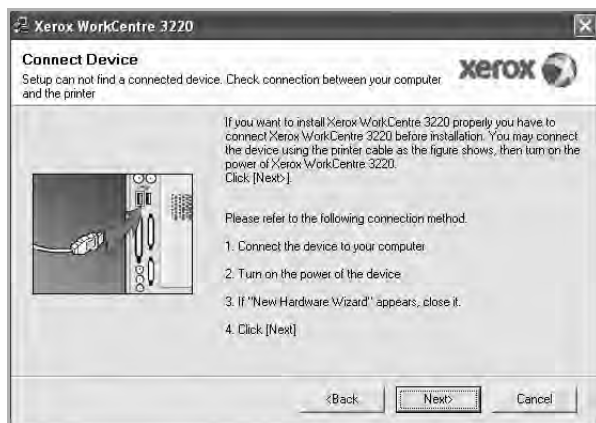 Xerox WorkCentre 3220
Connect Device
Setup can not find a connected device. Check connection between your computer
and the printer
xerox
If you want to install Xerox WorkCentre 3220 properly you have to
connect Xerox WorkCentre 3220 before installation. You may connect
the device using the printer cable as the figure shows, then turn on the
power of Xerox WorkCentre 3220.
Click [Next>].
Please refer to the following connection method.
1. Connect the device to your computer
2. Turn on the power of the device
3. If "New Hardware Wizard" appears, close it.
4. Click [Next]
<Back
Next>
Cancel